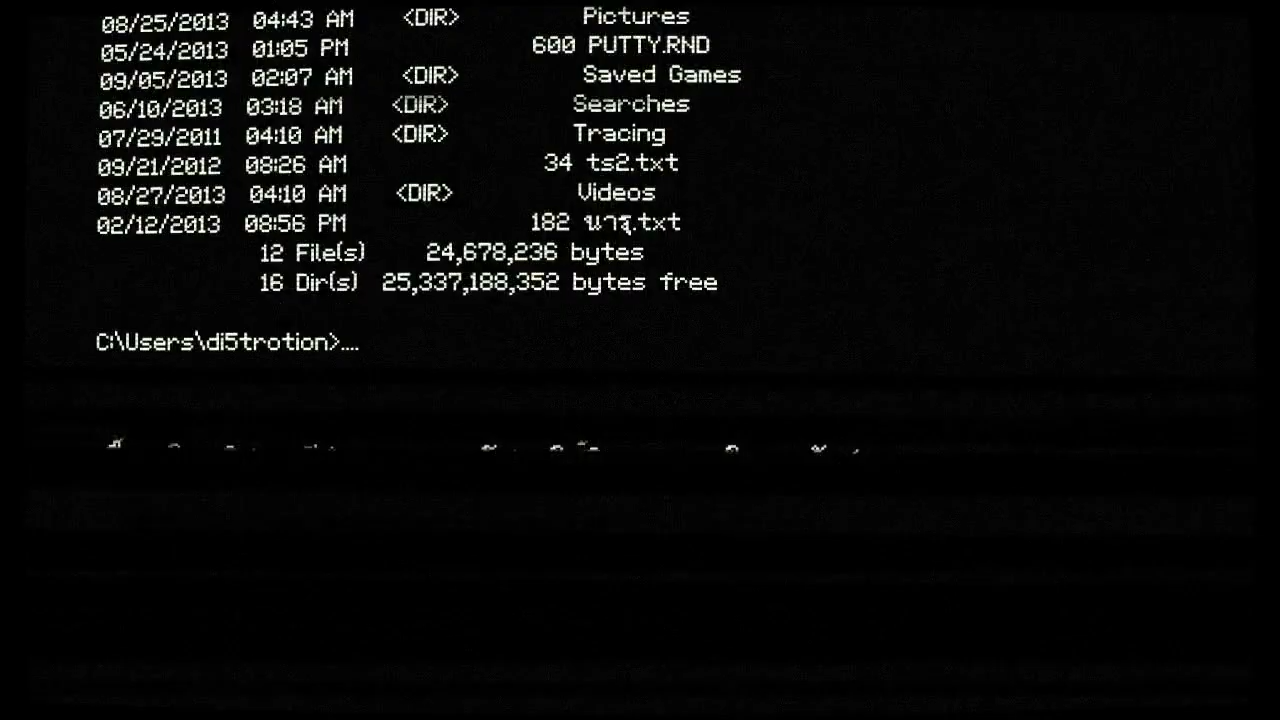 08/25/2013 04:43 AM <DIR> Pictures
05/24/2013 01:05 PM 600 PUTTY.RND
09/05/2013 02:07 AM <DIR> Saved Games
06/10/2013 03:18 AM <DIR> Searches
07/29/2011 04:10 AM <DIR> Tracing
09/21/2012 08:26 AM 34 ts2.txt
08/27/2013 04:10 AM <DIR> Videos
02/12/2013 08:56 PM 182 นารุ.txt
12 File(s) 24,678,236 bytes
16 Dir(s) 25,337,188,352 bytes free
C:\Users\di5trotion>....